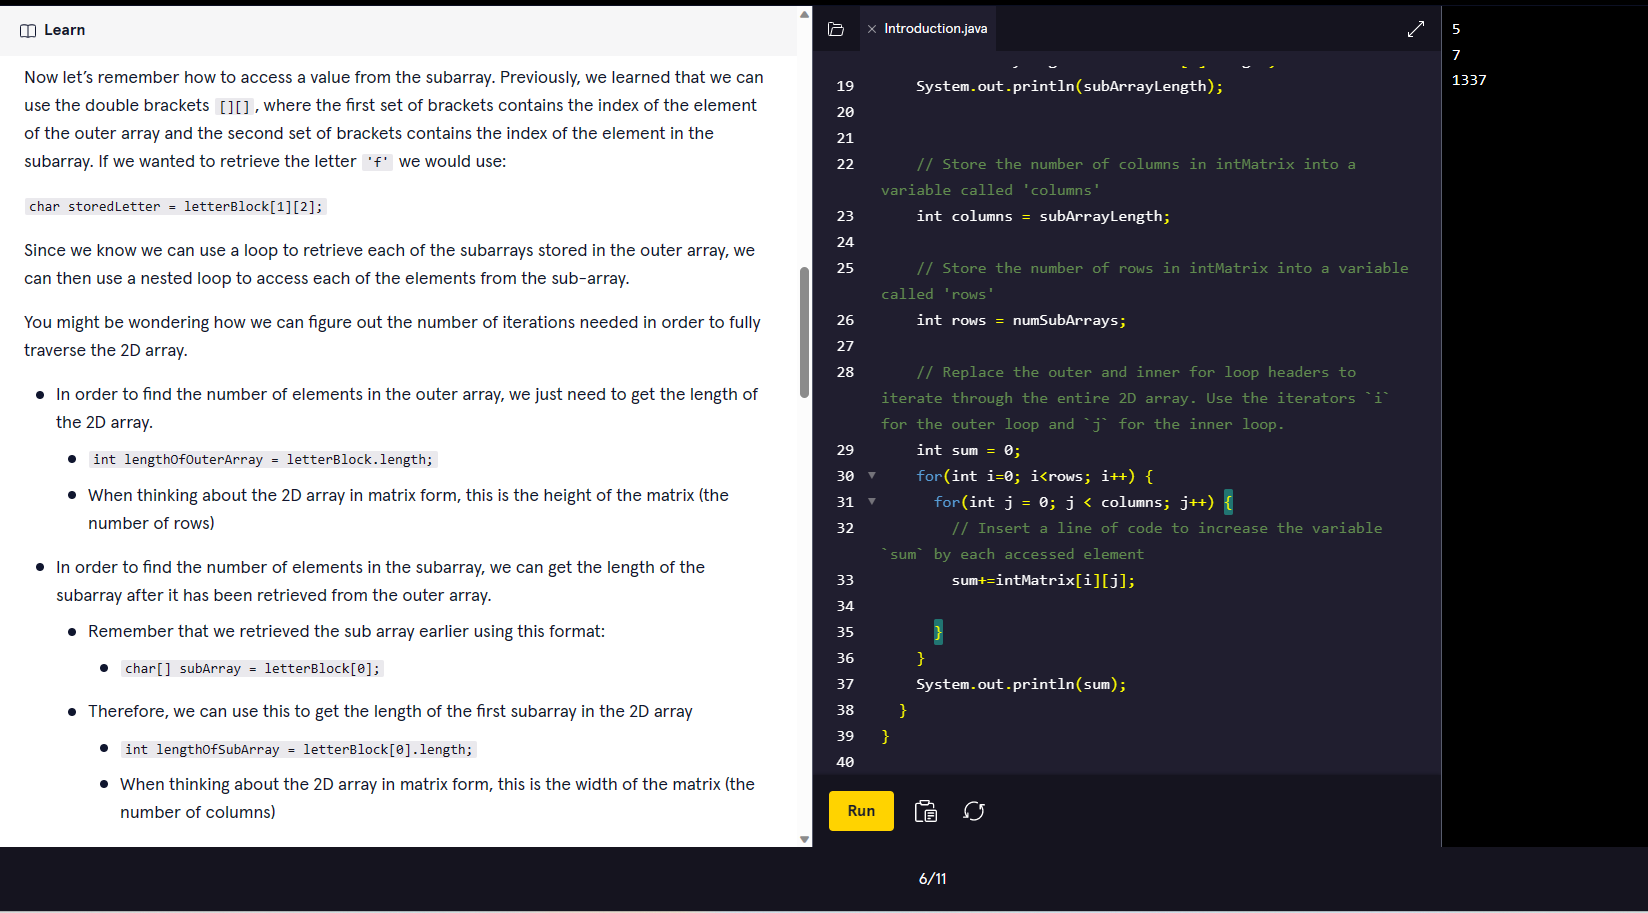 Learn
Now let's remember how to access a value from the subarray. Previously, we learned that we can
use the double brackets [][], where the first set of brackets contains the index of the element
of the outer array and the second set of brackets contains the index of the element in the
subarray. If we wanted to retrieve the letter 'f' we would use:
char storedLetter = letterBlock[1][2];
Since we know we can use a loop to retrieve each of the subarrays stored in the outer array, we
can then use a nested loop to access each of the elements from the sub-array.
You might be wondering how we can figure out the number of iterations needed in order to fully
traverse the 2D array.
In order to find the number of elements in the outer array, we just need to get the length of
the 2D array.
int lengthOfOuterArray = letterBlock.length;
When thinking about the 2D array in matrix form, this is the height of the matrix (the
number of rows)
In order to find the number of elements in the subarray, we can get the length of the
subarray after it has been retrieved from the outer array.
Remember that we retrieved the sub array earlier using this format:
char[] subArray = letterBlock[0];
Therefore, we can use this to get the length of the first subarray in the 2D array
int lengthOfSubArray = letterBlock[0].length;
When thinking about the 2D array in matrix form, this is the width of the matrix (the
number of columns)
Introduction.java
19 System.out.println(subArrayLength);
20
21
22 // Store the number of columns in intMatrix into a
variable called 'columns'
23 int columns = subArrayLength;
24
25 // Store the number of rows in intMatrix into a variable
called 'rows'
26 int rows = numSubArrays;
27
28 // Replace the outer and inner for loop headers to
iterate through the entire 2D array. Use the iterators `i`
for the outer loop and `j` for the inner loop.
29 int sum = 0;
30 for(int i=0; i<rows; i++) {
31 for(int j = 0; j < columns; j++) {
32 // Insert a line of code to increase the variable
`sum` by each accessed element
33 sum+=intMatrix[i][j];
34
35 }
36 }
37 System.out.println(sum);
38 }
39 }
40
Run
5
7
1337
6/11